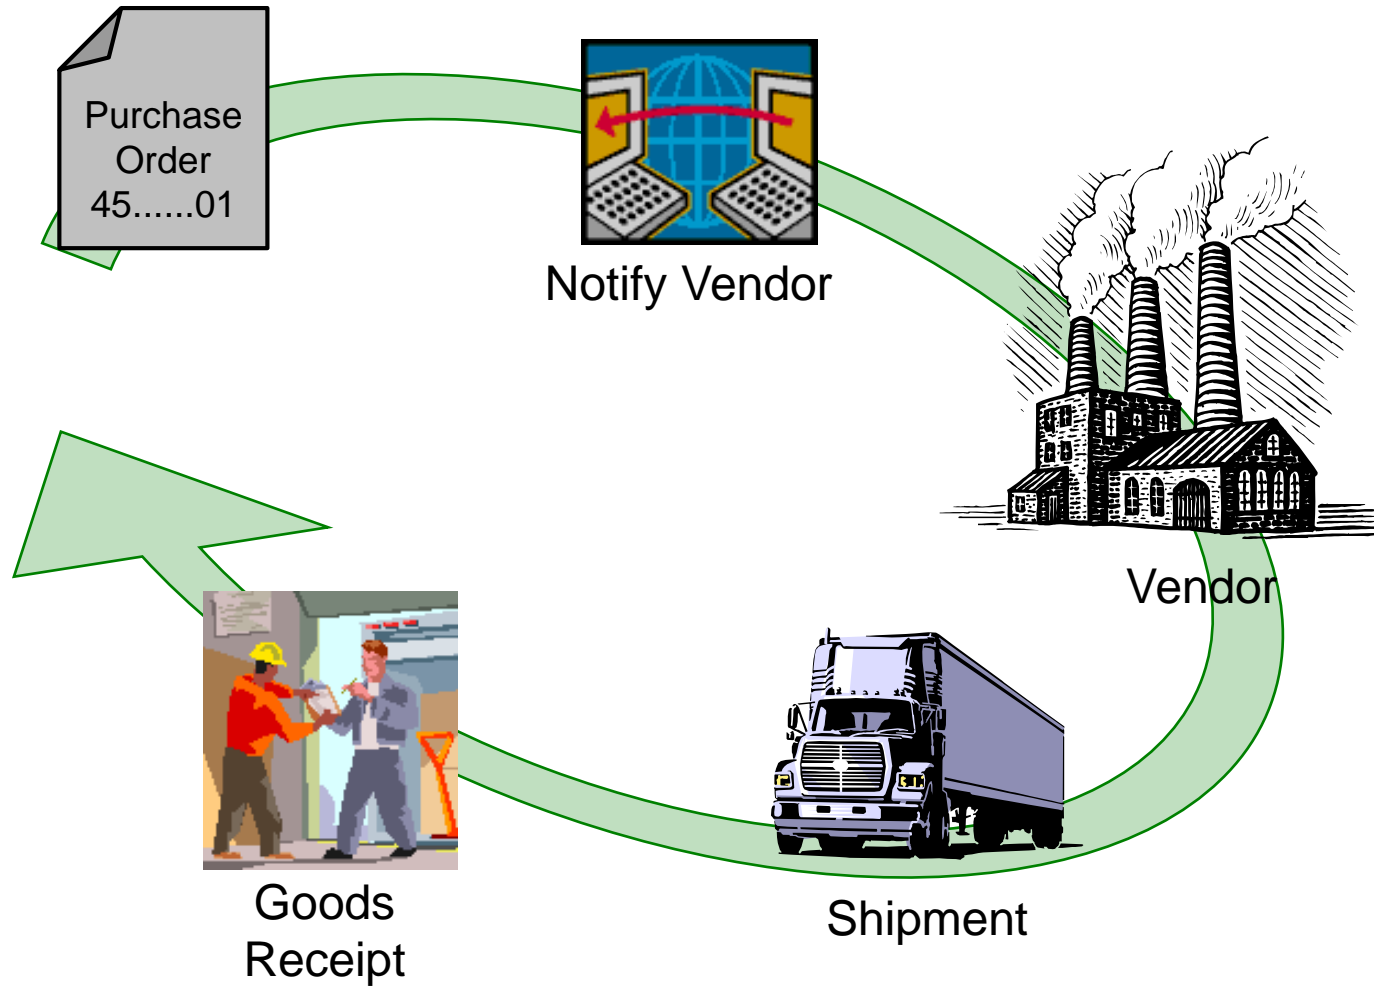 Purchase
Order
45......01
Notify Vendor
Vendor
Shipment
Goods
Receipt